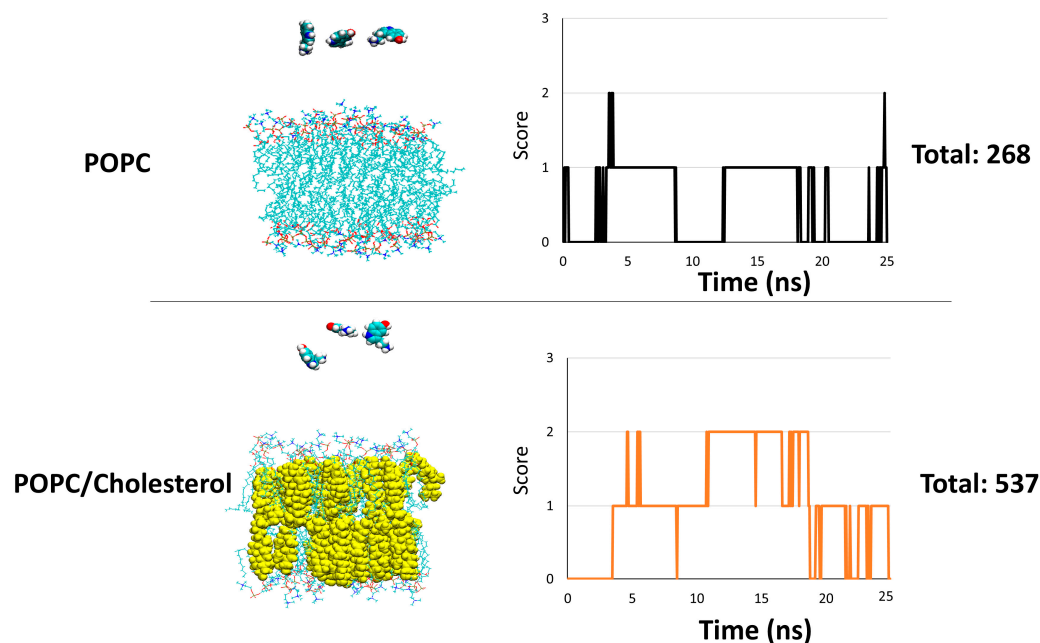 POPC
3
2
1
0
Score
0 5 10 15 20 25
Time (ns)
Total: 268
POPC/Cholesterol
3
2
1
0
Score
0 5 10 15 20 25
Time (ns)
Total: 537